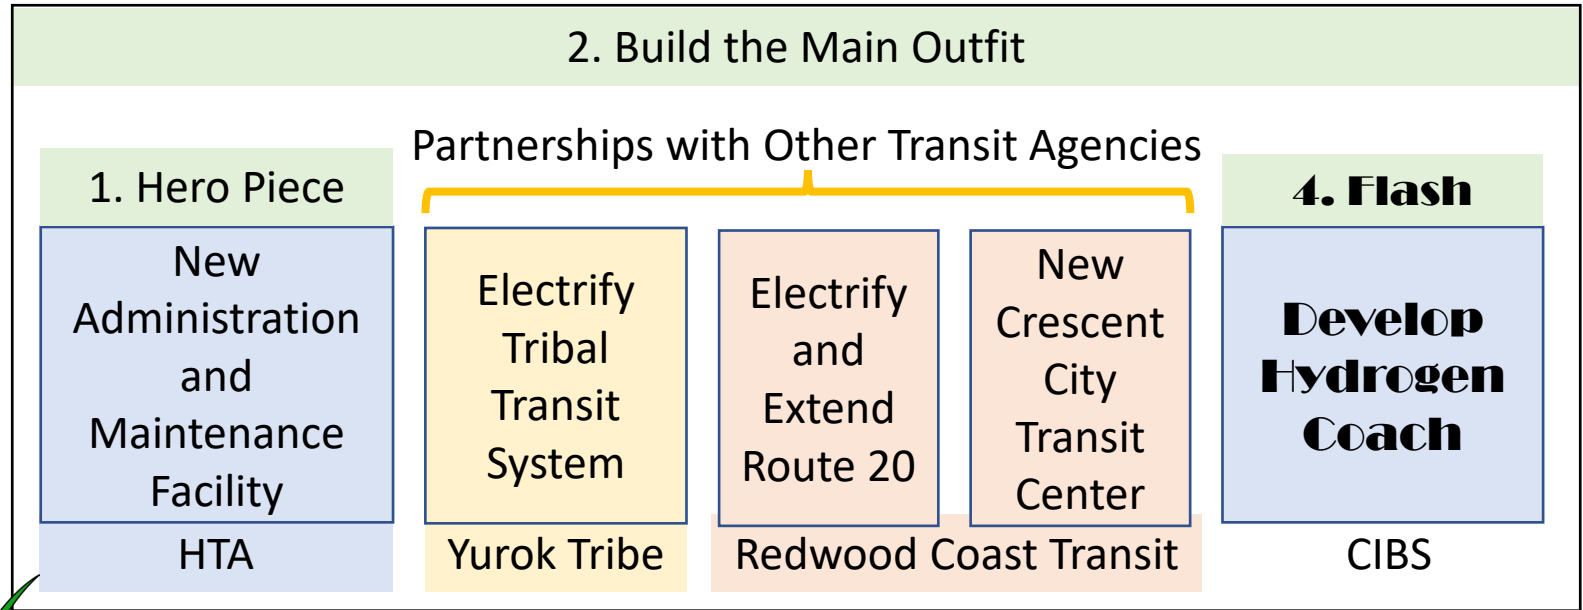 2. Build the Main Outfit
Partnerships with Other Transit Agencies
1. Hero Piece
New
Administration
and
Maintenance
Facility
HTA
Electrify
Tribal
Transit
System
Yurok Tribe
Electrify
and
Extend
Route 20
New
Crescent
City
Transit
Center
Redwood Coast Transit
4. Flash
Develop
Hydrogen
Coach
CIBS